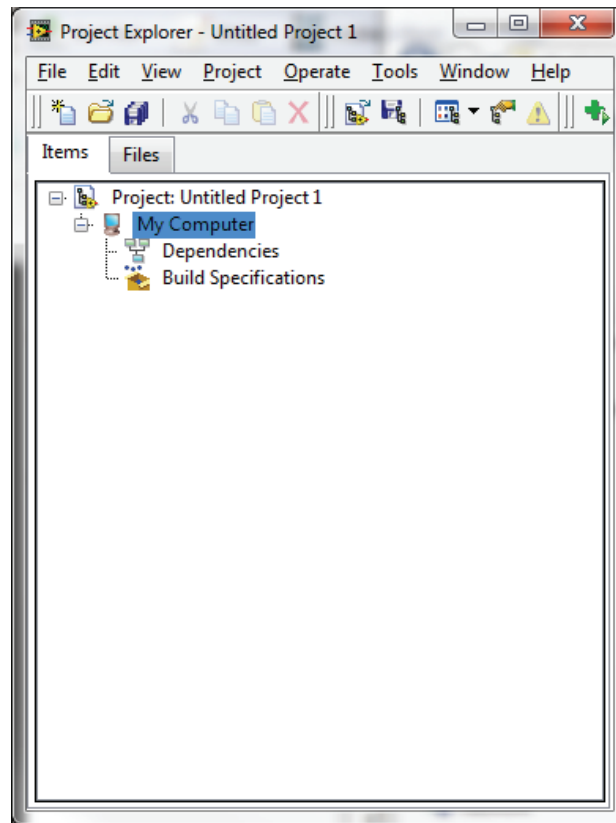 Project Explorer - Untitled Project 1
File Edit View Project Operate Tools Window Help
Items Files
Project: Untitled Project 1
My Computer
Dependencies
Build Specifications